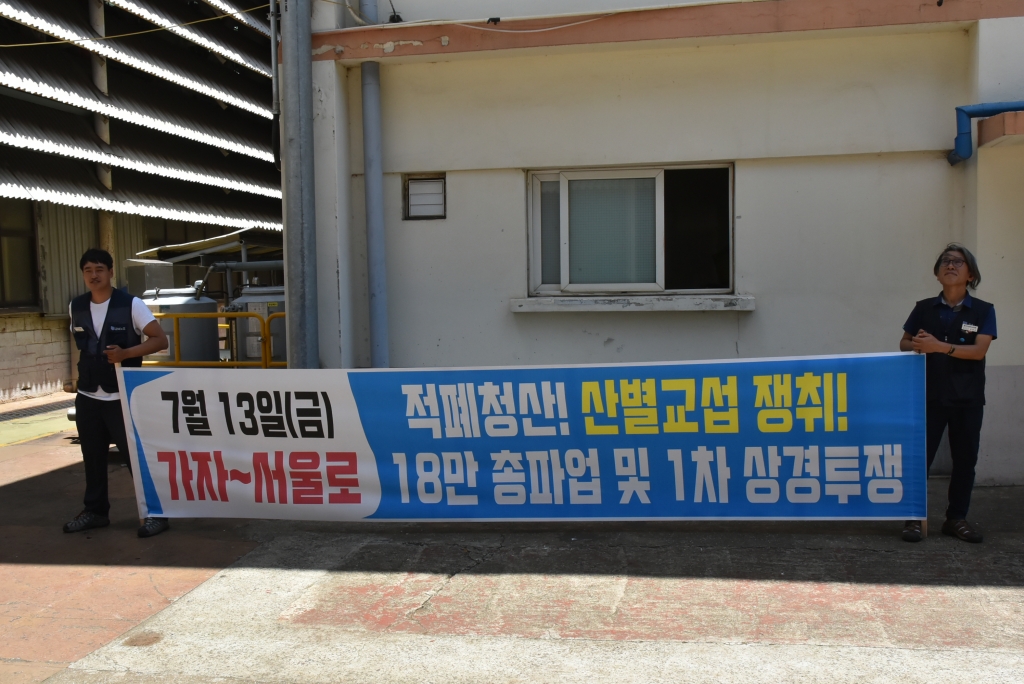 7월 13일(금)
가자~서울로
적폐청산! 산별교섭 쟁취!
18만 총파업 및 1차 상경투쟁